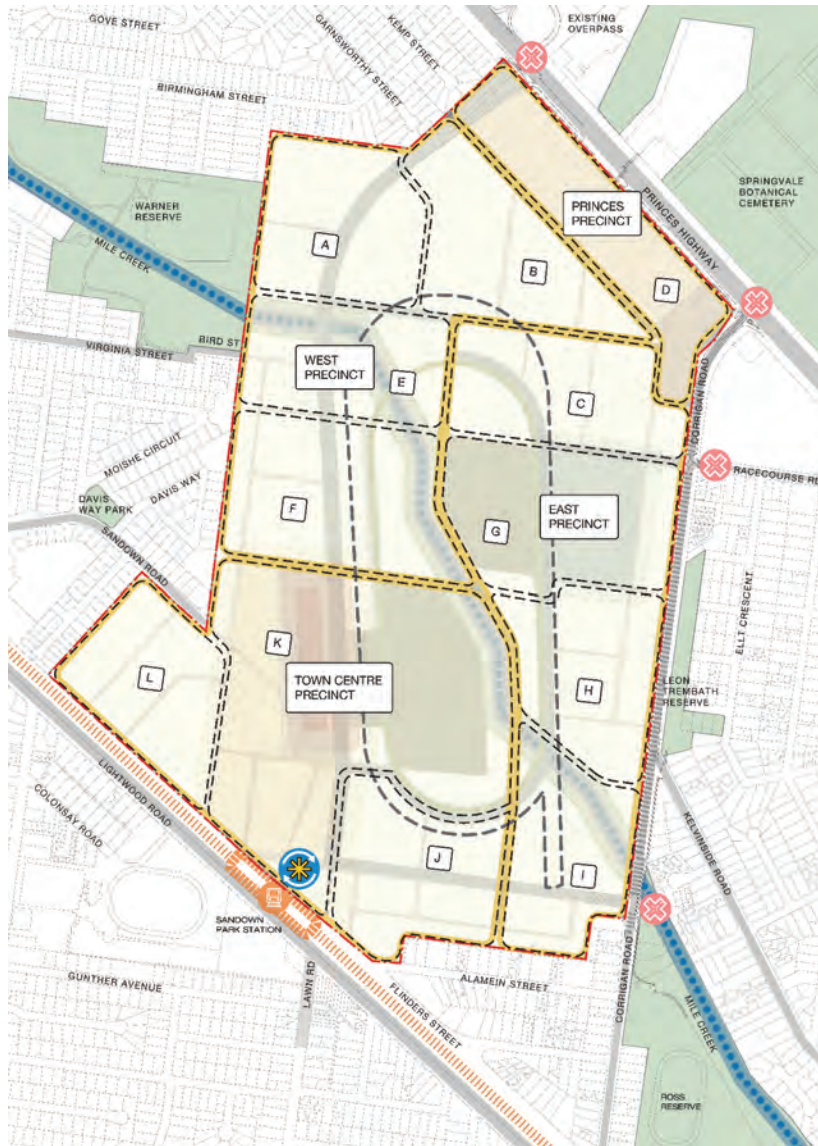 GOVE STREET
KEMP STREET
EXISTING
OVERPASS
GARNSWORTHY STREET
BIRMINGHAM STREET
WARNER
RESERVE
MILE CREEK
PRINCES
PRECINCT
PRINCES HIGHWAY
SPRINGVALE
BOTANICAL
CEMETERY
A
B
D
VIRGINIA STREET
BIRD ST
WEST
PRECINCT
E
C
CORRIGAN ROAD
RACECOURSE RD
MOISHE CIRCUIT
DAVIS WAY
DAVIS
WAY PARK
SANDOWN ROAD
F
G
EAST
PRECINCT
ELLT CRESCENT
K
L
TOWN CENTRE
PRECINCT
H
LEON
TREMBATH
RESERVE
LIGHTWOOD ROAD
COLONSAY ROAD
KELVINSIDE ROAD
J
I
SANDOWN
PARK STATION
GUNTHER AVENUE
LAWN RD
FLINDERS STREET
ALAMEIN STREET
CORRIGAN ROAD
MILE CREEK
ROSS
RESERVE